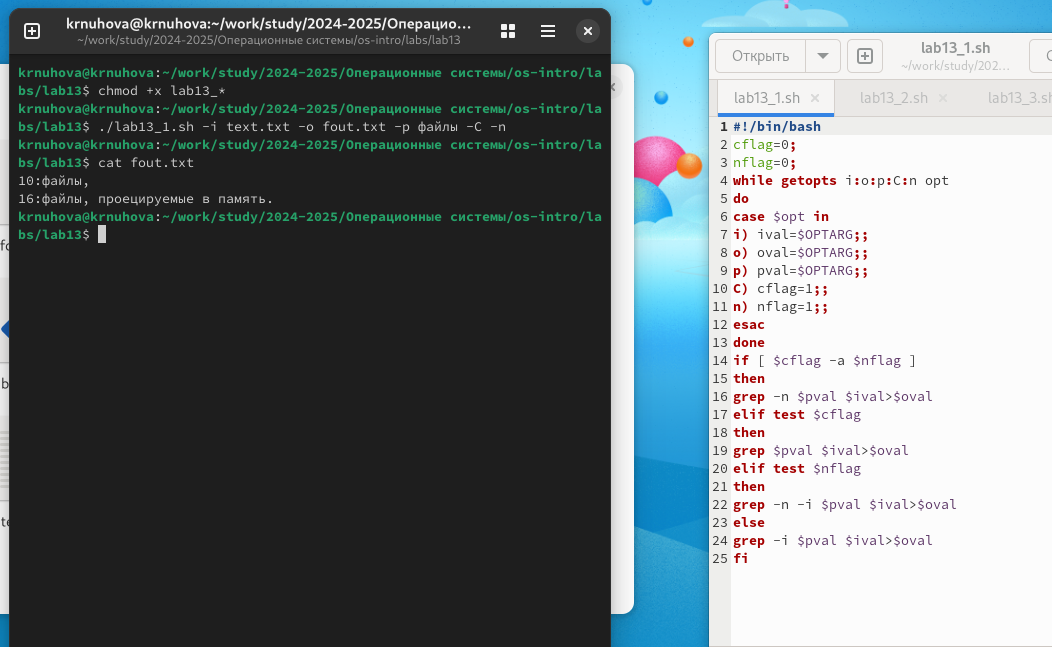 krnuhova@krnuhova:~/work/study/2024-2025/Операцио...
~/work/study/2024-2025/Операционные системы/os-intro/labs/lab13
krnuhova@krnuhova:~/work/study/2024-2025/Операционные системы/os-intro/la
bs/lab13$ chmod +x lab13_*
krnuhova@krnuhova:~/work/study/2024-2025/Операционные системы/os-intro/la
bs/lab13$ ./lab13_1.sh -i text.txt -o fout.txt -p файлы -C -n
krnuhova@krnuhova:~/work/study/2024-2025/Операционные системы/os-intro/la
bs/lab13$ cat fout.txt
10:файлы,
16:файлы, проецируемые в память.
krnuhova@krnuhova:~/work/study/2024-2025/Операционные системы/os-intro/la
bs/lab13$
Открыть
lab13_1.sh
~/work/study/202...
lab13_1.sh
lab13_2.sh
lab13_3.sh
1 #!/bin/bash
2 cflag=0;
3 nflag=0;
4 while getopts i:o:p:C:n opt
5 do
6 case $opt in
7 i) ival=$OPTARG;;
8 o) oval=$OPTARG;;
9 p) pval=$OPTARG;;
10 C) cflag=1;;
11 n) nflag=1;;
12 esac
13 done
14 if [ $cflag -a $nflag ]
15 then
16 grep -n $pval $ival>$oval
17 elif test $cflag
18 then
19 grep $pval $ival>$oval
20 elif test $nflag
21 then
22 grep -n -i $pval $ival>$oval
23 else
24 grep -i $pval $ival>$oval
25 fi